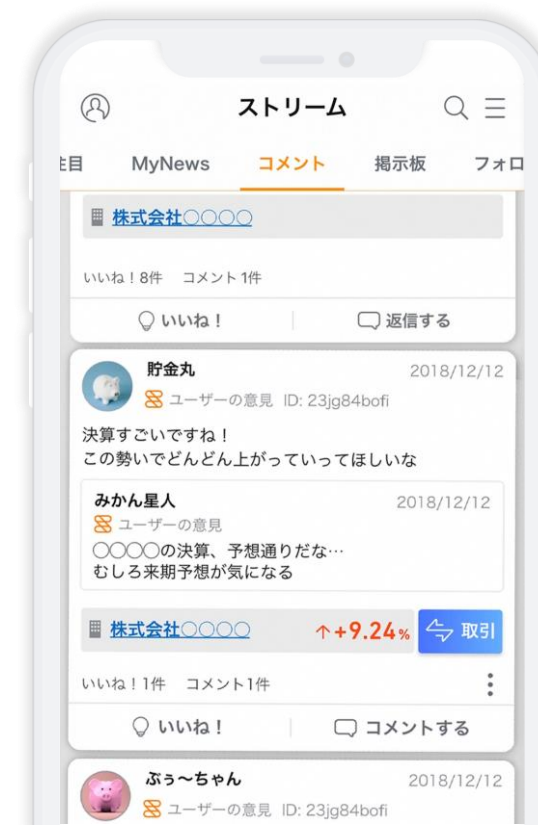 ストリーム
注目 MyNews コメント 掲示板 フォロ
株式会社○○○○
いいね！8件 コメント1件
いいね！ 返信する
貯金丸 2018/12/12
ユーザーの意見 ID: 23jg84bofi
決算すごいですね！
この勢いでどんどん上がっていってほしいな
みかん星人 2018/12/12
ユーザーの意見
○○○○の決算、予想通りだな…
むしろ来期予想が気になる
株式会社○○○○ ↑+9.24% 取引
いいね！1件 コメント1件
いいね！ コメントする
ぶぅ〜ちゃん 2018/12/12
ユーザーの意見 ID: 23jg84bofi